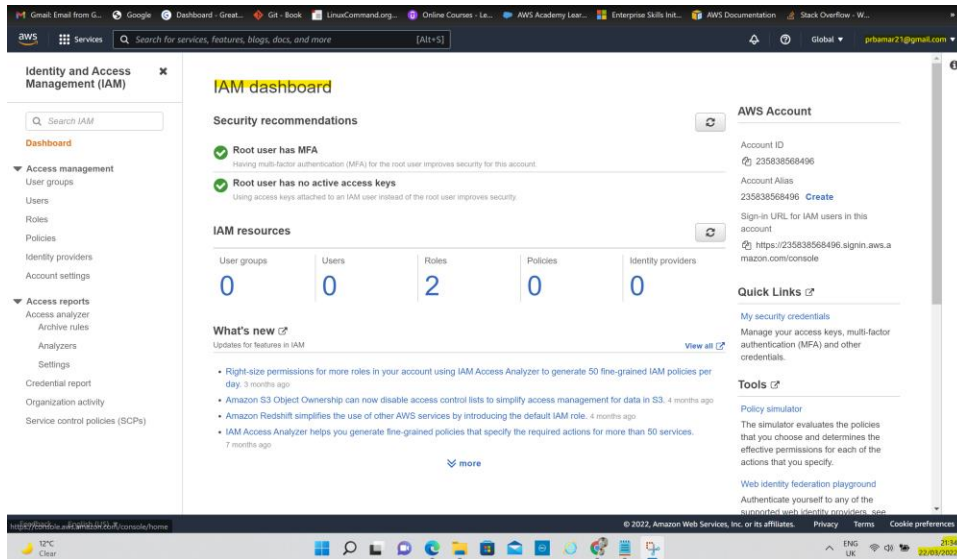 Gmail: Email from G...
Google
Dashboard - Great...
Git - Book
LinuxCommand.org...
Online Courses - Le...
AWS Academy Lear...
Enterprise Skills Init...
AWS Documentation
Stack Overflow - W...
»
aws
Services
Search for services, features, blogs, docs, and more
[Alt+S]
Global
prbamar21@gmail.com
Identity and Access
Management (IAM)
Search IAM
Dashboard
Access management
User groups
Users
Roles
Policies
Identity providers
Account settings
Access reports
Access analyzer
Archive rules
Analyzers
Settings
Credential report
Organization activity
Service control policies (SCPs)
IAM dashboard
Security recommendations
Root user has MFA
Having multi-factor authentication (MFA) for the root user improves security for this account.
Root user has no active access keys
Using access keys attached to an IAM user instead of the root user improves security.
IAM resources
User groups
Users
Roles
Policies
Identity providers
0
0
2
0
0
What's new
Updates for features in IAM
View all
• Right-size permissions for more roles in your account using IAM Access Analyzer to generate 50 fine-grained IAM policies per
day. 3 months ago
• Amazon S3 Object Ownership can now disable access control lists to simplify access management for data in S3. 4 months ago
• Amazon Redshift simplifies the use of other AWS services by introducing the default IAM role. 4 months ago
• IAM Access Analyzer helps you generate fine-grained policies that specify the required actions for more than 50 services.
7 months ago
more
AWS Account
Account ID
235838568496
Account Alias
235838568496 Create
Sign-in URL for IAM users in this
account
https://235838568496.signin.aws.a
mazon.com/console
Quick Links
My security credentials
Manage your access keys, multi-factor
authentication (MFA) and other
credentials.
Tools
Policy simulator
The simulator evaluates the policies
that you choose and determines the
effective permissions for each of the
actions that you specify.
Web identity federation playground
Authenticate yourself to any of the
supported web identity providers, see
https://console.aws.amazon.com/console/home
© 2022, Amazon Web Services, Inc. or its affiliates.
Privacy
Terms
Cookie preferences
12°C
Clear
ENG
UK
21:34
22/03/2022